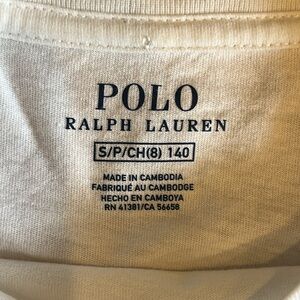 POLO
RALPH LAUREN
S/P/CH(8) 140
MADE IN CAMBODIA
FABRIQUÉ AU CAMBODGE
HECHO EN CAMBOYA
RN 41381/CA 56658